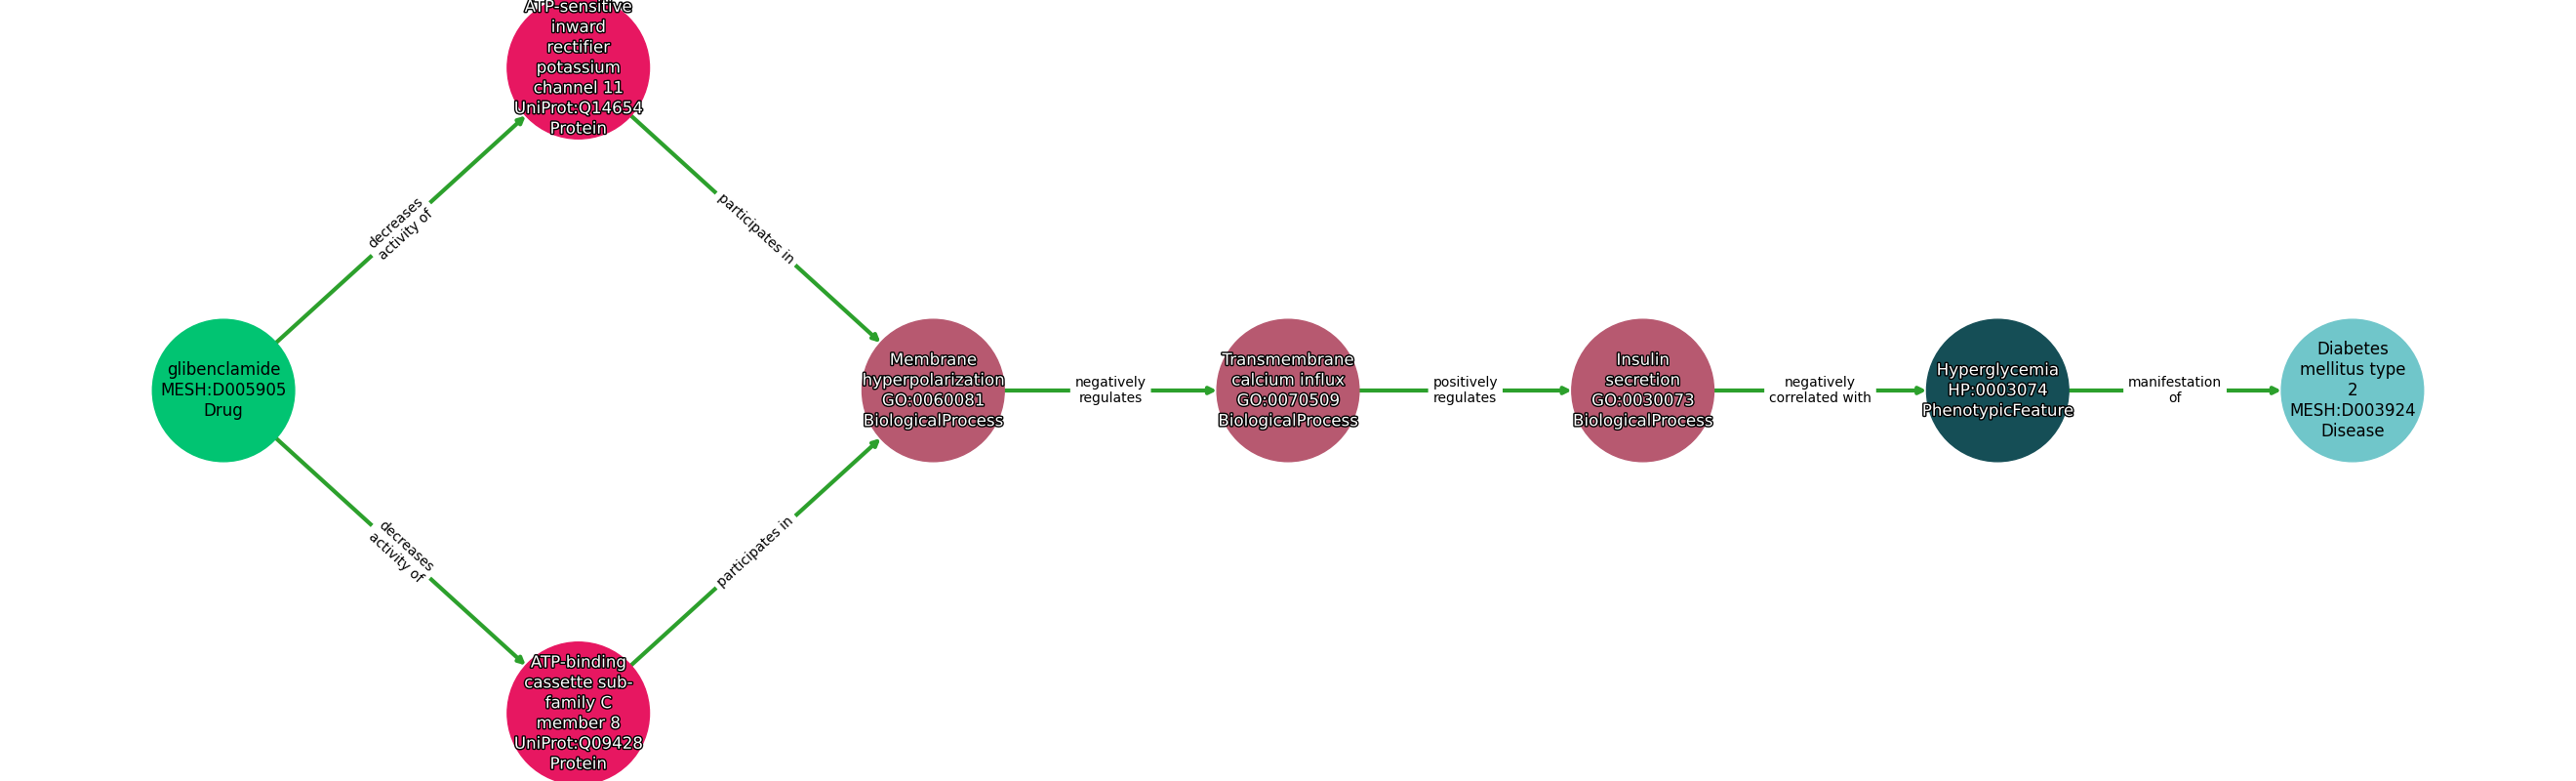 ATP-sensitive
inward
rectifier
potassium
channel 11
UniProt:Q14654
Protein
decreases
activity of
participates in
glibenclamide
MESH:D005905
Drug
Membrane
hyperpolarization
GO:0060081
BiologicalProcess
negatively
regulates
Transmembrane
calcium influx
GO:0070509
BiologicalProcess
positively
regulates
Insulin
secretion
GO:0030073
BiologicalProcess
negatively
correlated with
Hyperglycemia
HP:0003074
PhenotypicFeature
manifestation
of
Diabetes
mellitus type
2
MESH:D003924
Disease
decreases
activity of
participates in
ATP-binding
cassette sub-
family C
member 8
UniProt:Q09428
Protein